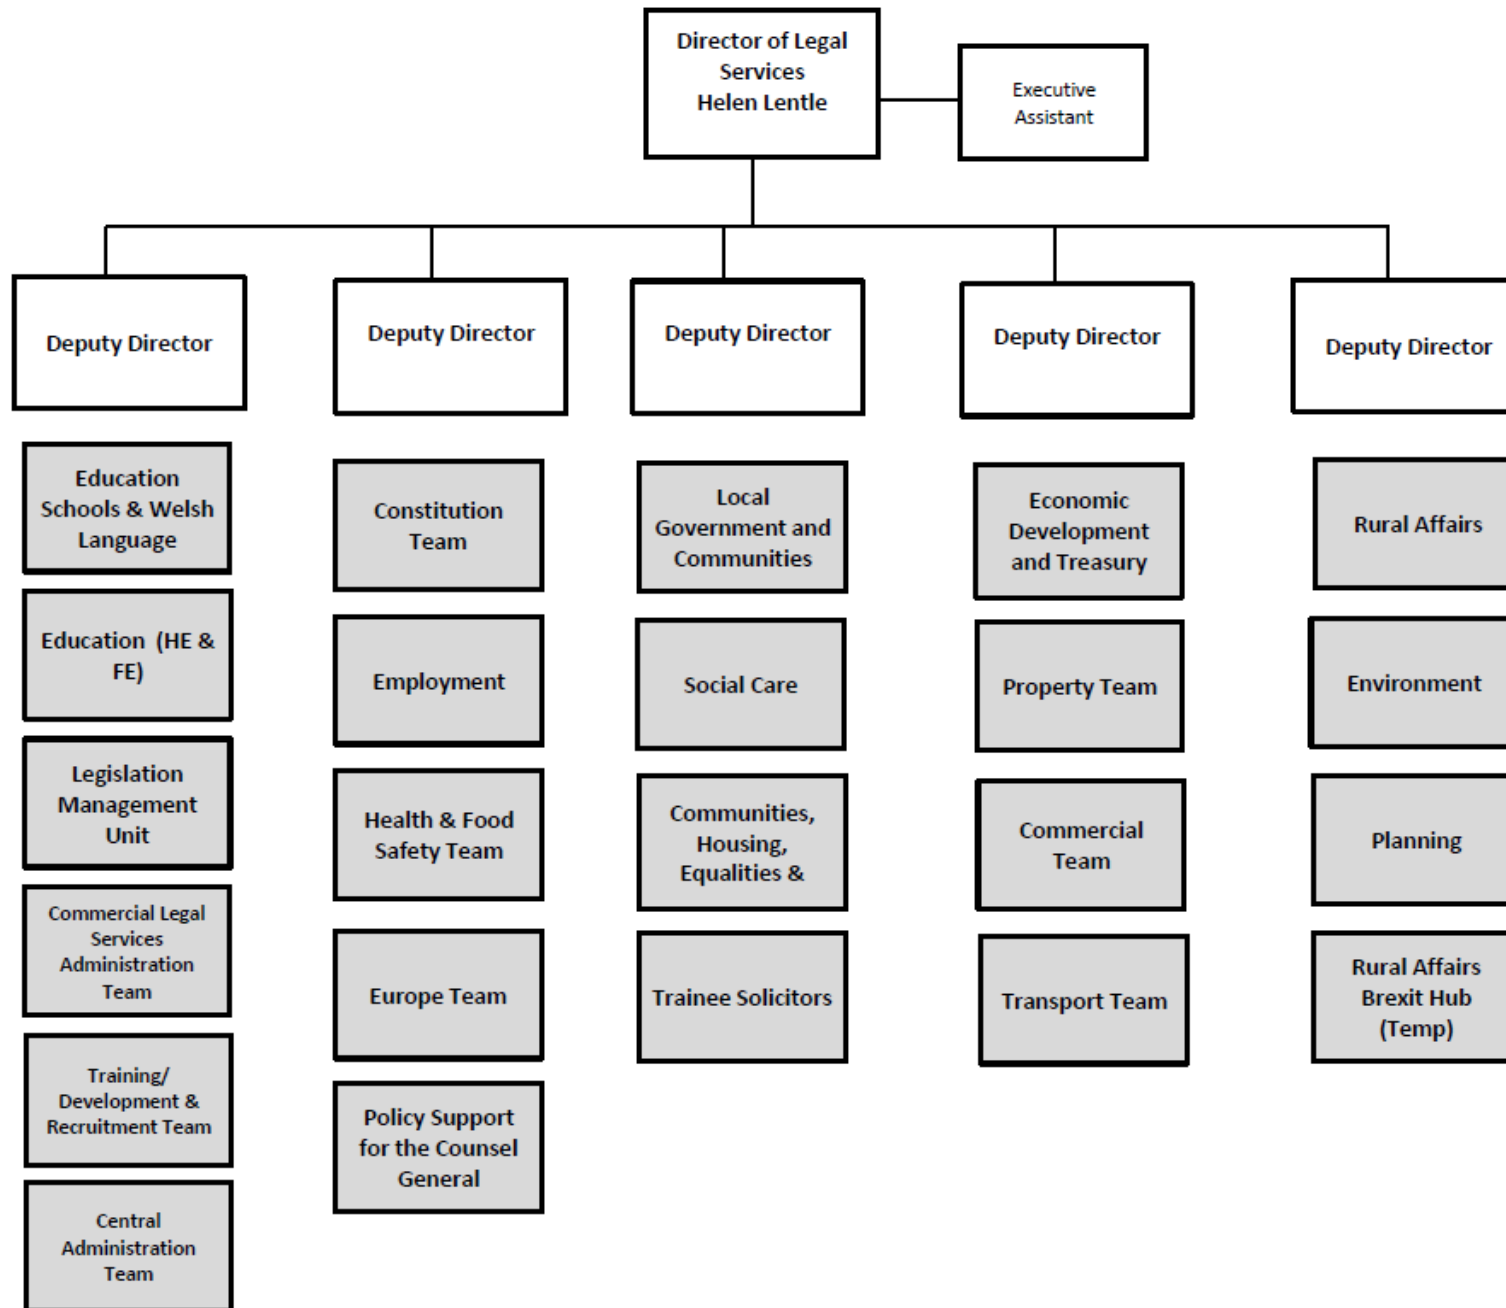 Director of Legal
Services
Helen Lentle
Executive
Assistant
Deputy Director
Deputy Director
Deputy Director
Deputy Director
Deputy Director
Education
Schools & Welsh
Language
Education (HE &
FE)
Legislation
Management
Unit
Commercial Legal
Services
Administration
Team
Training/
Development &
Recruitment Team
Central
Administration
Team
Constitution
Team
Employment
Health & Food
Safety Team
Europe Team
Policy Support
for the Counsel
General
Local
Government and
Communities
Social Care
Communities,
Housing,
Equalities &
Trainee Solicitors
Economic
Development
and Treasury
Property Team
Commercial
Team
Transport Team
Rural Affairs
Environment
Planning
Rural Affairs
Brexit Hub
(Temp)